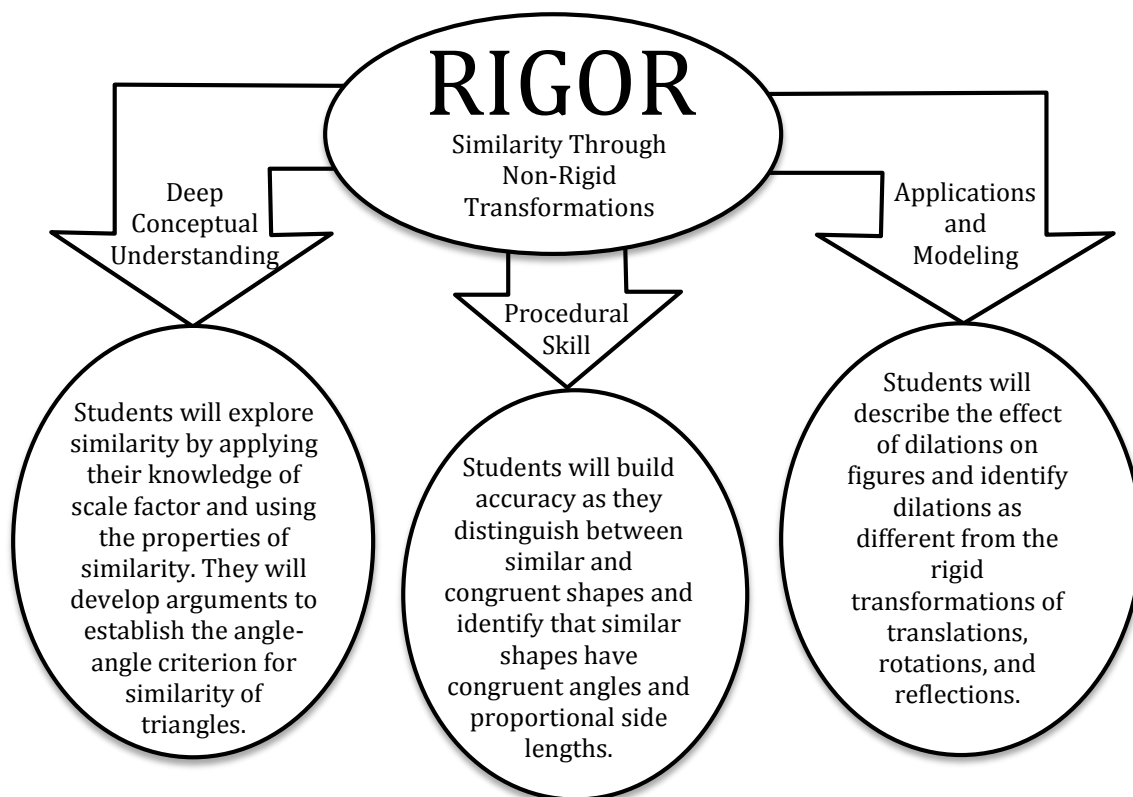 RIGOR
Similarity Through
Non-Rigid
Transformations
Deep
Conceptual
Understanding
Procedural
Skill
Applications
and
Modeling
Students will explore
similarity by applying
their knowledge of
scale factor and using
the properties of
similarity. They will
develop arguments to
establish the angle-
angle criterion for
similarity of
triangles.
Students will build
accuracy as they
distinguish between
similar and
congruent shapes and
identify that similar
shapes have
congruent angles and
proportional side
lengths.
Students will
describe the effect
of dilations on
figures and identify
dilations as
different from the
rigid
transformations of
translations,
rotations, and
reflections.